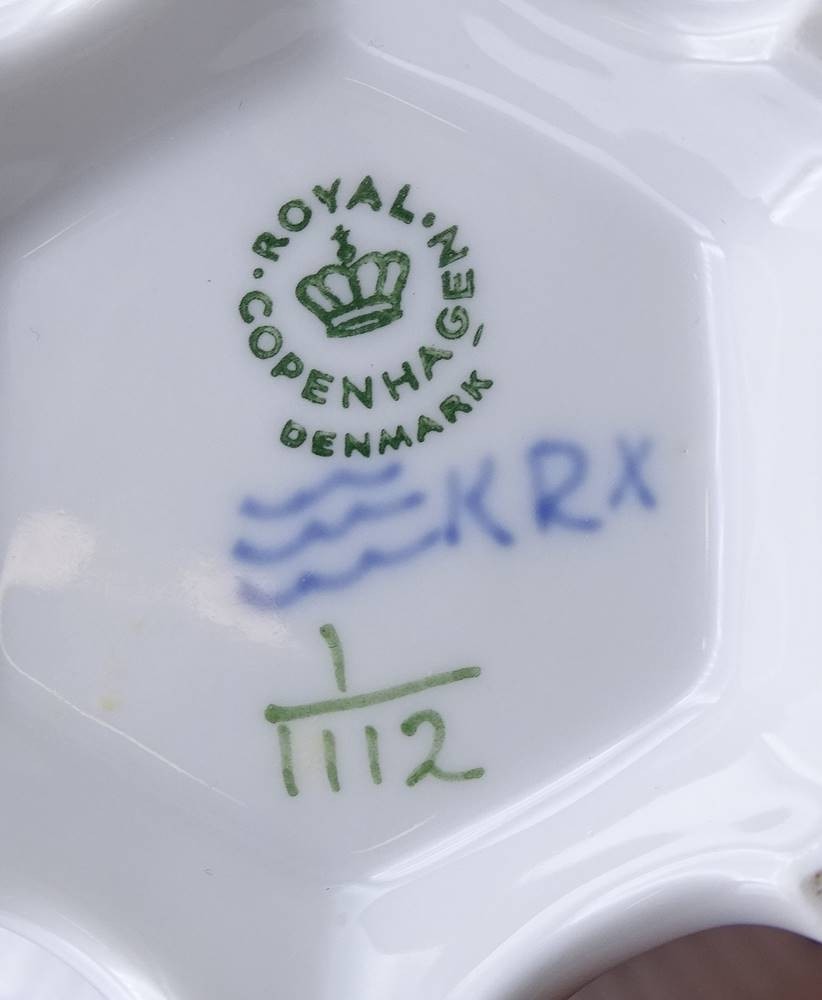 ROYAL COPENHAGEN
DENMARK
KRX
1
1112